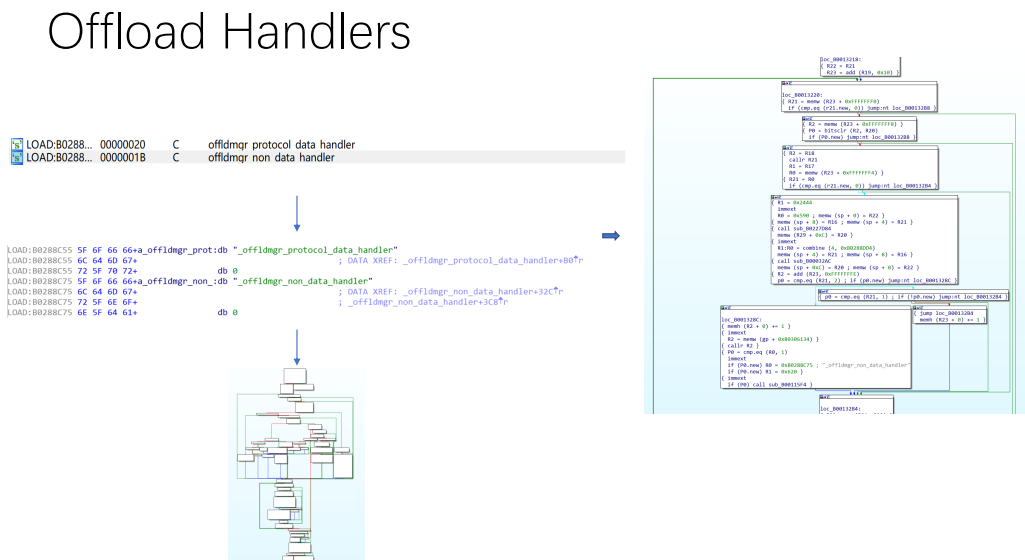 Offload Handlers
LOAD:B0288... 00000020 C offldmgr protocol data handler
LOAD:B0288... 0000001B C offldmgr non data handler
LOAD:B0288C55 5F 6F 66 66+a_offldmgr_prot:db "_offldmgr_protocol_data_handler"
LOAD:B0288C55 6C 64 6D 67+ ; DATA XREF: _offldmgr_protocol_data_handler+80↑r
LOAD:B0288C55 72 5F 70 72+ db 0
LOAD:B0288C75 5F 6F 66 66+a_offldmgr_non_:db "_offldmgr_non_data_handler"
LOAD:B0288C75 6C 64 6D 67+ ; DATA XREF: _offldmgr_non_data_handler+32C↑r
LOAD:B0288C75 72 5F 6E 6F+ ; _offldmgr_non_data_handler+3C8↑r
LOAD:B0288C75 6E 5F 64 61+ db 0
loc_B0013218:
{ R22 = R21
R23 = add (R19, 0x10) }
loc_B0013220:
{ R21 = memw (R23 + 0xFFFFFFF0)
if (cmp.eq (r21.new, 0)) jump:nt loc_B00132B8 }
{ R2 = memw (R23 + 0xFFFFFFF8) }
{ P0 = bitsclr (R2, R20)
if (P0.new) jump:nt loc_B00132B8 }
{ R2 = R18
callr R21
R1 = R17
R0 = memw (R23 + 0xFFFFFFF4) }
{ R21 = R0
if (cmp.eq (r21.new, 0)) jump:nt loc_B00132B4 }
{ R1 = 0x2444
immext
R0 = 0x590 ; memw (sp + 0) = R22 }
{ memw (sp + 8) = R16 ; memw (sp + 4) = R21 }
{ call sub_B0227D84
memw (R29 + 0xC) = R20 }
{ immext
R1:R0 = combine (4, 0xB0288DD4)
memw (sp + 4) = R21 ; memw (sp + 8) = R16 }
{ call sub_B00032AC
memw (sp + 0xC) = R20 ; memw (sp + 0) = R22 }
{ R2 = add (R23, 0xFFFFFFFE)
p0 = cmp.eq (R21, 2) ; if (p0.new) jump:nt loc_B001328C }
{ p0 = cmp.eq (R21, 1) ; if (!p0.new) jump:nt loc_B00132B4 }
{ jump loc_B00132B4
memh (R23 + 0) += 1 }
loc_B001328C:
{ memh (R2 + 0) += 1 }
{ immext
R2 = memw (gp + 0xB0306134) }
{ callr R2 }
{ P0 = cmp.eq (R0, 1)
immext
if (P0.new) R0 = 0xB0288C75 ; "_offldmgr_non_data_handler"
if (P0.new) R1 = 0x620 }
{ immext
if (P0) call sub_B00115F4 }
loc_B00132B4: